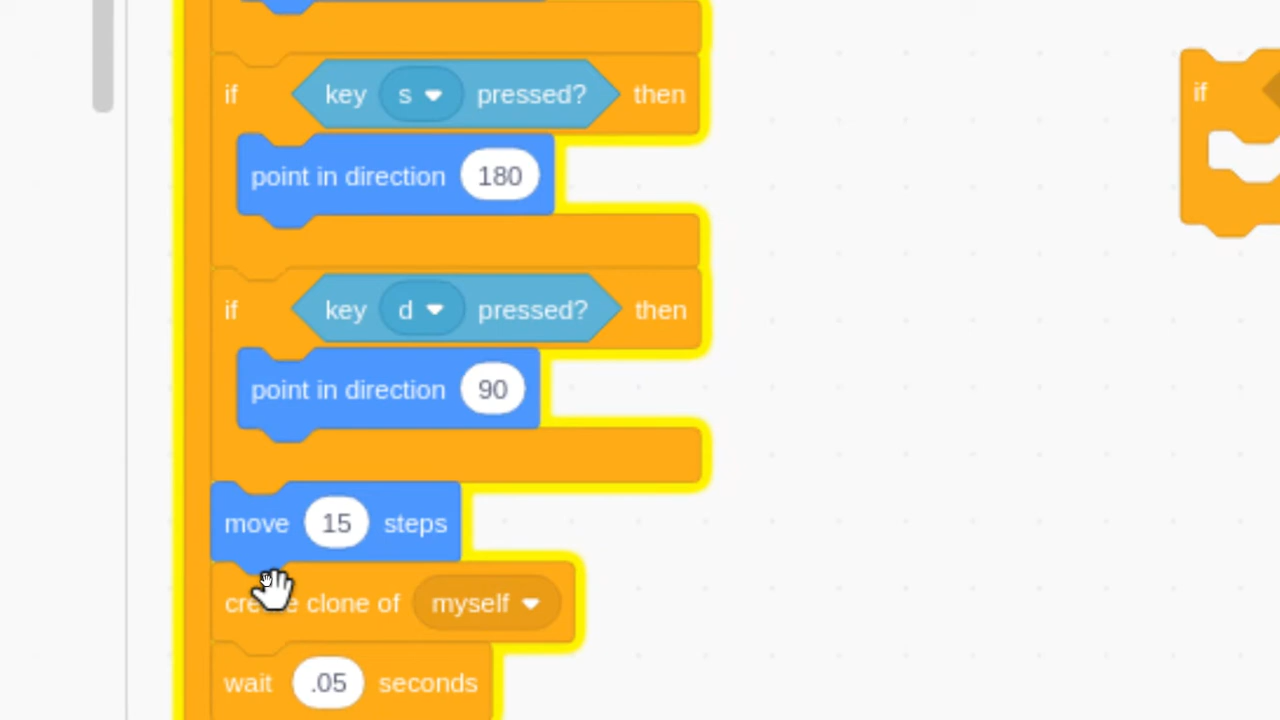 if key s pressed? then
if
point in direction 180
if key d pressed? then
point in direction 90
move 15 steps
create clone of myself
wait .05 seconds